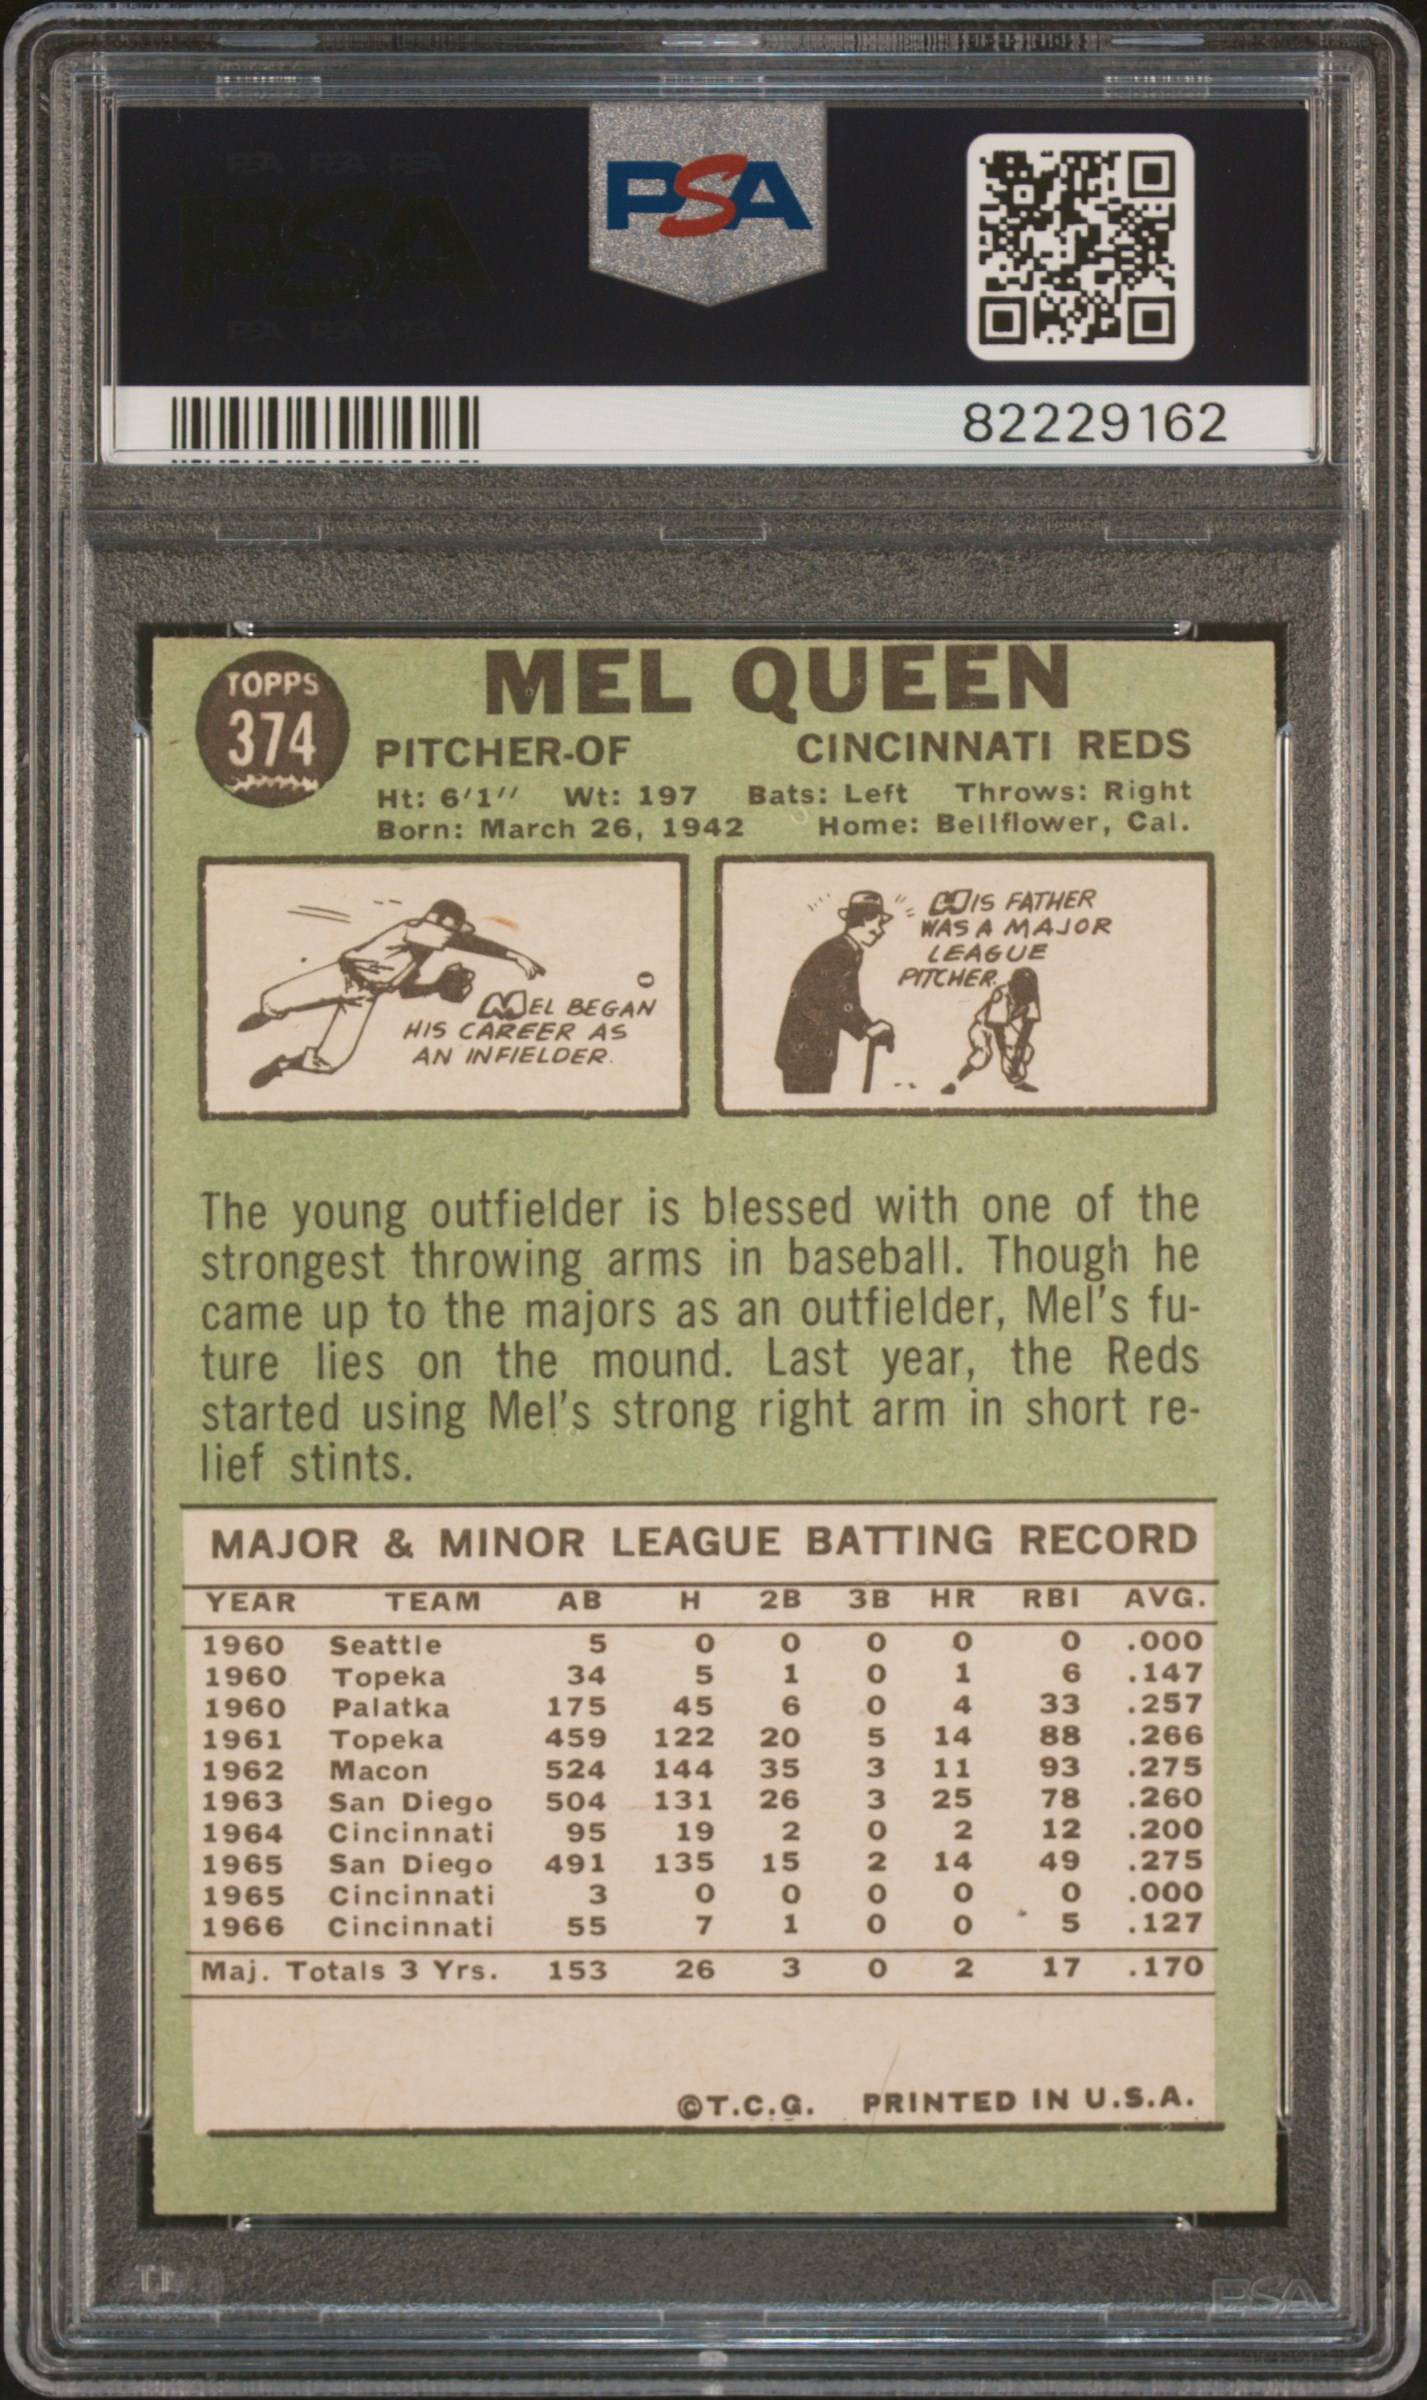 PSA
PSA PSA PSA
PSA
PSA PSA PSA
82229162
TOPPS
374
MEL QUEEN
PITCHER-OF CINCINNATI REDS
Ht: 6'1" Wt: 197 Bats: Left Throws: Right
Born: March 26, 1942 Home: Bellflower, Cal.
MEL BEGAN
HIS CAREER AS
AN INFIELDER.
HIS FATHER
WAS A MAJOR
LEAGUE
PITCHER.
The young outfielder is blessed with one of the
strongest throwing arms in baseball. Though he
came up to the majors as an outfielder, Mel's fu-
ture lies on the mound. Last year, the Reds
started using Mel's strong right arm in short re-
lief stints.
MAJOR & MINOR LEAGUE BATTING RECORD
YEAR TEAM AB H 2B 3B HR RBI AVG.
1960 Seattle 5 0 0 0 0 0 .000
1960 Topeka 34 5 1 0 1 6 .147
1960 Palatka 175 45 6 0 4 33 .257
1961 Topeka 459 122 20 5 14 88 .266
1962 Macon 524 144 35 3 11 93 .275
1963 San Diego 504 131 26 3 25 78 .260
1964 Cincinnati 95 19 2 0 2 12 .200
1965 San Diego 491 135 15 2 14 49 .275
1965 Cincinnati 3 0 0 0 0 0 .000
1966 Cincinnati 55 7 1 0 0 5 .127
Maj. Totals 3 Yrs. 153 26 3 0 2 17 .170
©T.C.G. PRINTED IN U.S.A.
PSA